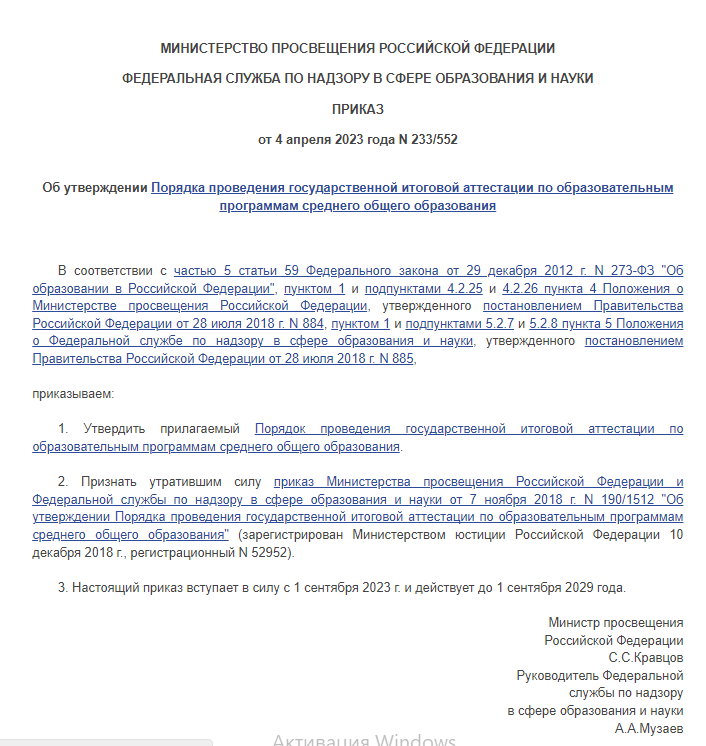 МИНИСТЕРСТВО ПРОСВЕЩЕНИЯ РОССИЙСКОЙ ФЕДЕРАЦИИ
ФЕДЕРАЛЬНАЯ СЛУЖБА ПО НАДЗОРУ В СФЕРЕ ОБРАЗОВАНИЯ И НАУКИ
ПРИКАЗ
от 4 апреля 2023 года N 233/552
Об утверждении Порядка проведения государственной итоговой аттестации по образовательным
программам среднего общего образования
В соответствии с частью 5 статьи 59 Федерального закона от 29 декабря 2012 г. N 273-ФЗ "Об
образовании в Российской Федерации", пунктом 1 и подпунктами 4.2.25 и 4.2.26 пункта 4 Положения о
Министерстве просвещения Российской Федерации, утвержденного постановлением Правительства
Российской Федерации от 28 июля 2018 г. N 884, пунктом 1 и подпунктами 5.2.7 и 5.2.8 пункта 5 Положения
о Федеральной службе по надзору в сфере образования и науки, утвержденного постановлением
Правительства Российской Федерации от 28 июля 2018 г. N 885,
приказываем:
1. Утвердить прилагаемый Порядок проведения государственной итоговой аттестации по
образовательным программам среднего общего образования.
2. Признать утратившим силу приказ Министерства просвещения Российской Федерации и
Федеральной службы по надзору в сфере образования и науки от 7 ноября 2018 г. N 190/1512 "Об
утверждении Порядка проведения государственной итоговой аттестации по образовательным программам
среднего общего образования" (зарегистрирован Министерством юстиции Российской Федерации 10
декабря 2018 г., регистрационный N 52952).
3. Настоящий приказ вступает в силу с 1 сентября 2023 г. и действует до 1 сентября 2029 года.
Министр просвещения
Российской Федерации
С.С.Кравцов
Руководитель Федеральной
службы по надзору
в сфере образования и науки
А.А.Музаев
Активация Windows